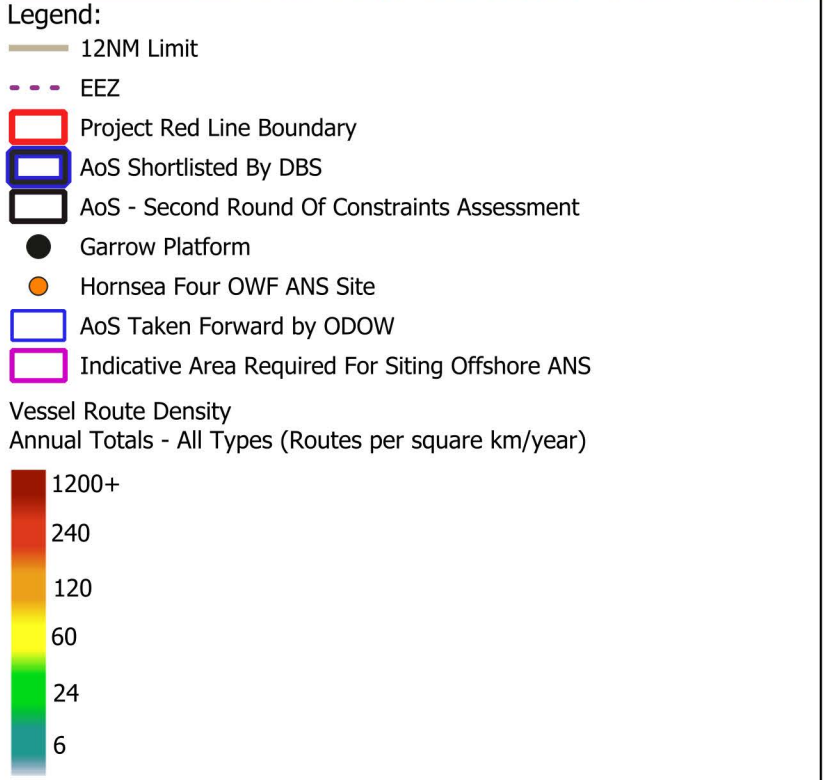 Legend:
12NM Limit
EEZ
Project Red Line Boundary
AoS Shortlisted By DBS
AoS - Second Round Of Constraints Assessment
Garrow Platform
Hornsea Four OWF ANS Site
AoS Taken Forward by ODOW
Indicative Area Required For Siting Offshore ANS
Vessel Route Density
Annual Totals - All Types (Routes per square km/year)
1200+
240
120
60
24
6